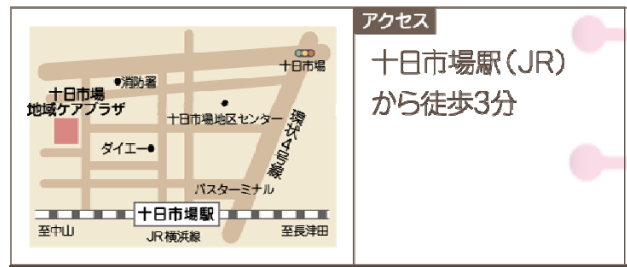 アクセス
十日市場駅(JR)
から徒歩3分
十日市場
消防署
十日市場
地域ケアプラザ
十日市場地区センター
環状4号線
ダイエー
バスターミナル
十日市場駅
至中山
JR横浜線
至長津田